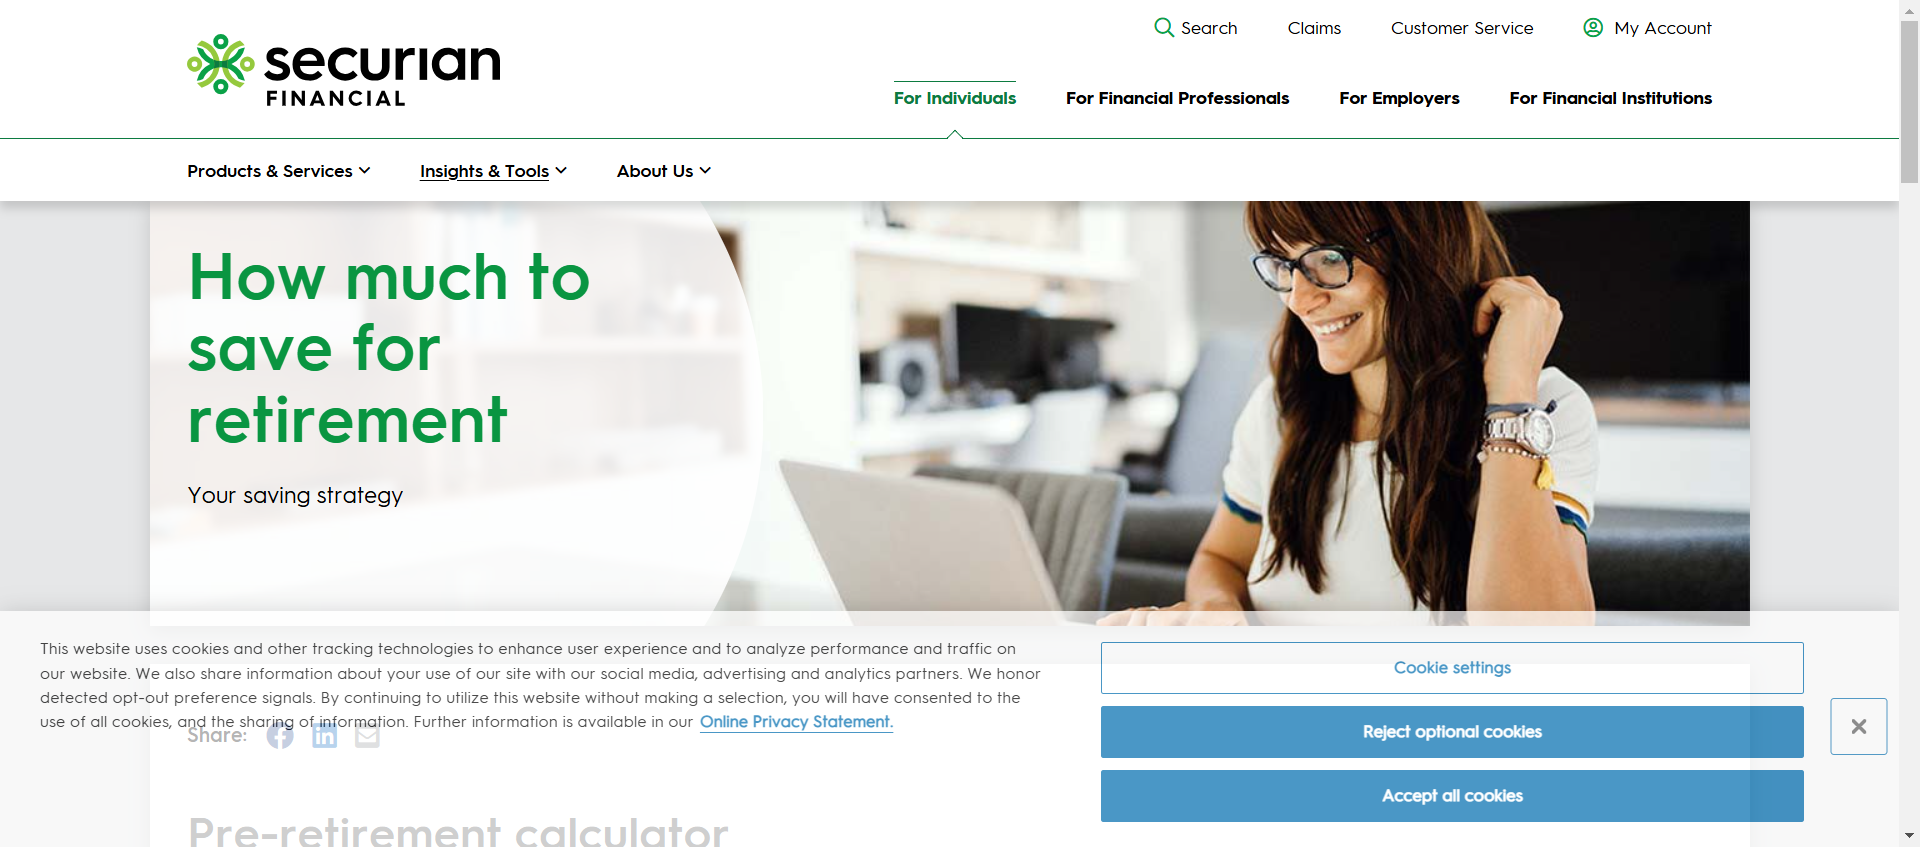 securian
FINANCIAL
Search
Claims
Customer Service
My Account
For Individuals
For Financial Professionals
For Employers
For Financial Institutions
Products & Services
Insights & Tools
About Us
How much to
save for
retirement
Your saving strategy
This website uses cookies and other tracking technologies to enhance user experience and to analyze performance and traffic on
our website. We also share information about your use of our site with our social media, advertising and analytics partners. We honor
detected opt-out preference signals. By continuing to utilize this website without making a selection, you will have consented to the
use of all cookies, and the sharing of information. Further information is available in our Online Privacy Statement.
Cookie settings
Reject optional cookies
Accept all cookies
Share:
Pre-retirement calculator